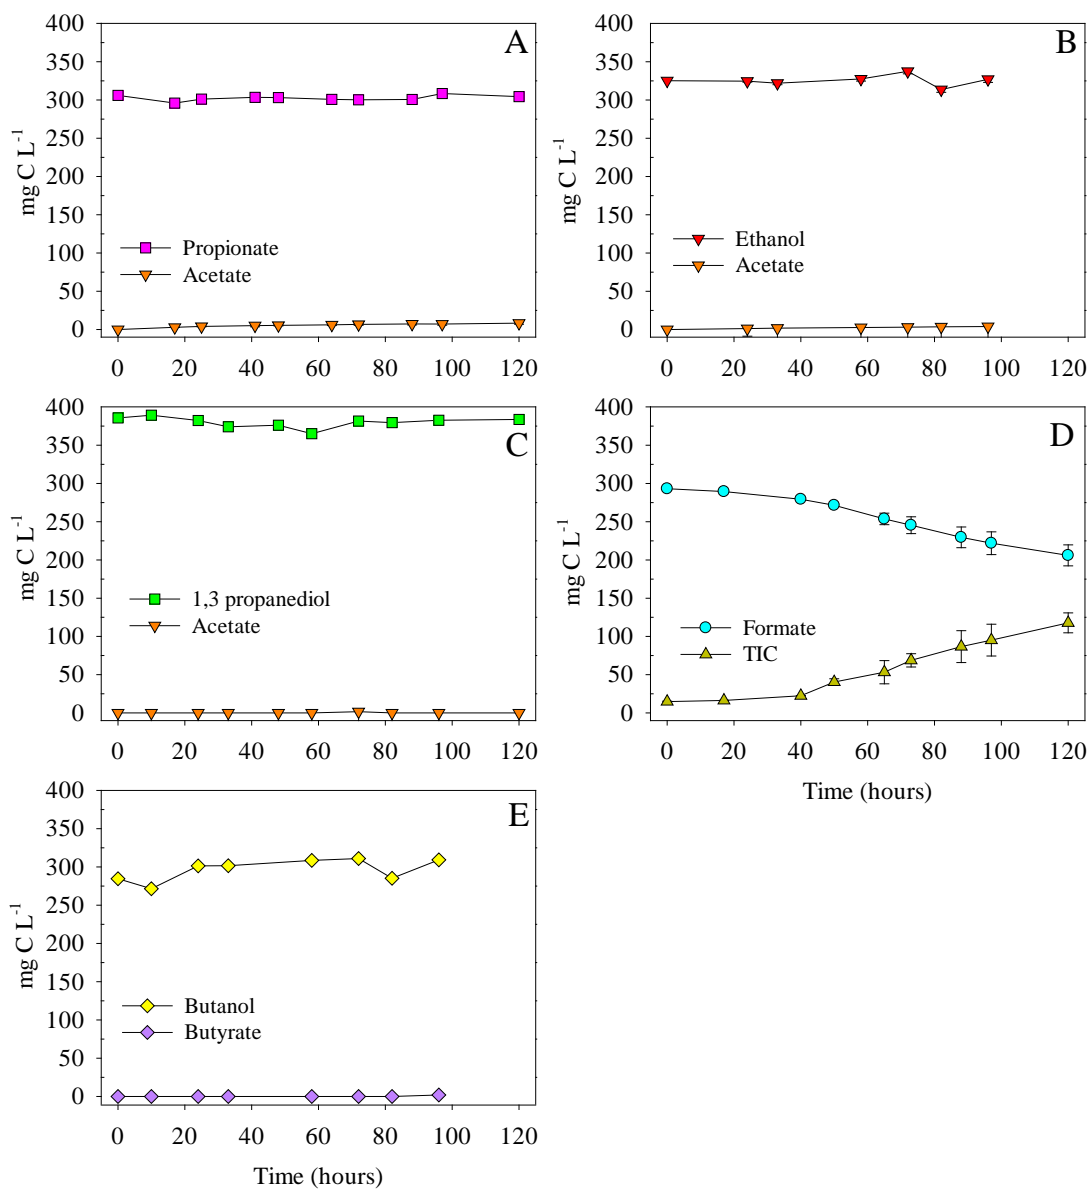 A
400
350
300
250
200
150
100
50
0
mg C L-1
Propionate
Acetate
0 20 40 60 80 100 120
B
400
350
300
250
200
150
100
50
0
mg C L-1
Ethanol
Acetate
0 20 40 60 80 100 120
C
400
350
300
250
200
150
100
50
0
mg C L-1
1,3 propanediol
Acetate
0 20 40 60 80 100 120
D
400
350
300
250
200
150
100
50
0
mg C L-1
Formate
TIC
0 20 40 60 80 100 120
Time (hours)
E
400
350
300
250
200
150
100
50
0
mg C L-1
Butanol
Butyrate
0 20 40 60 80 100 120
Time (hours)